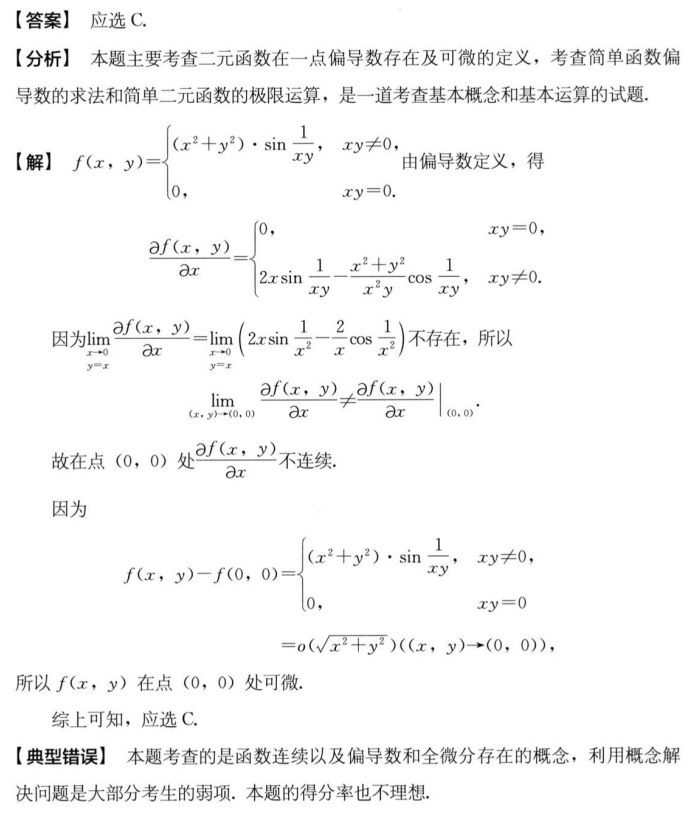 【答案】 应选 C.
【分析】 本题主要考查二元函数在一点偏导数存在及可微的定义，考查简单函数偏
导数的求法和简单二元函数的极限运算，是一道考查基本概念和基本运算的试题.
【解】 f(x, y)={(x²+y²)·sin 1/xy, xy≠0, 0, xy=0. 由偏导数定义，得
∂f(x, y)/∂x={0, xy=0, 2xsin 1/xy − (x²+y²)/(x²y) cos 1/xy, xy≠0.
因为lim_{x→0, y=x} ∂f(x, y)/∂x=lim_{x→0, y=x}(2xsin 1/x² − 2/x cos 1/x²)不存在，所以
lim_{(x, y)→(0, 0)} ∂f(x, y)/∂x ≠ ∂f(x, y)/∂x|_{(0, 0)}.
故在点（0，0）处∂f(x, y)/∂x不连续.
因为
f(x, y)−f(0, 0)={(x²+y²)·sin 1/xy, xy≠0, 0, xy=0
=o(√(x²+y²))((x, y)→(0, 0)),
所以 f(x, y) 在点（0，0）处可微.
综上可知，应选 C.
【典型错误】 本题考查的是函数连续以及偏导数和全微分存在的概念，利用概念解
决问题是大部分考生的弱项. 本题的得分率也不理想.